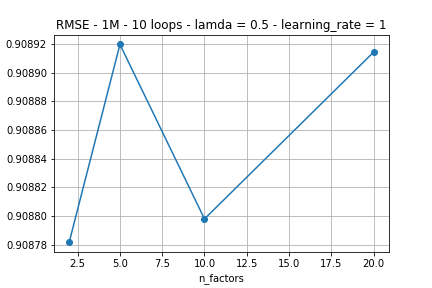 RMSE - 1M - 10 loops - lamda = 0.5 - learning_rate = 1
0.90892
0.90890
0.90888
0.90886
0.90884
0.90882
0.90880
0.90878
2.5 5.0 7.5 10.0 12.5 15.0 17.5 20.0
n_factors